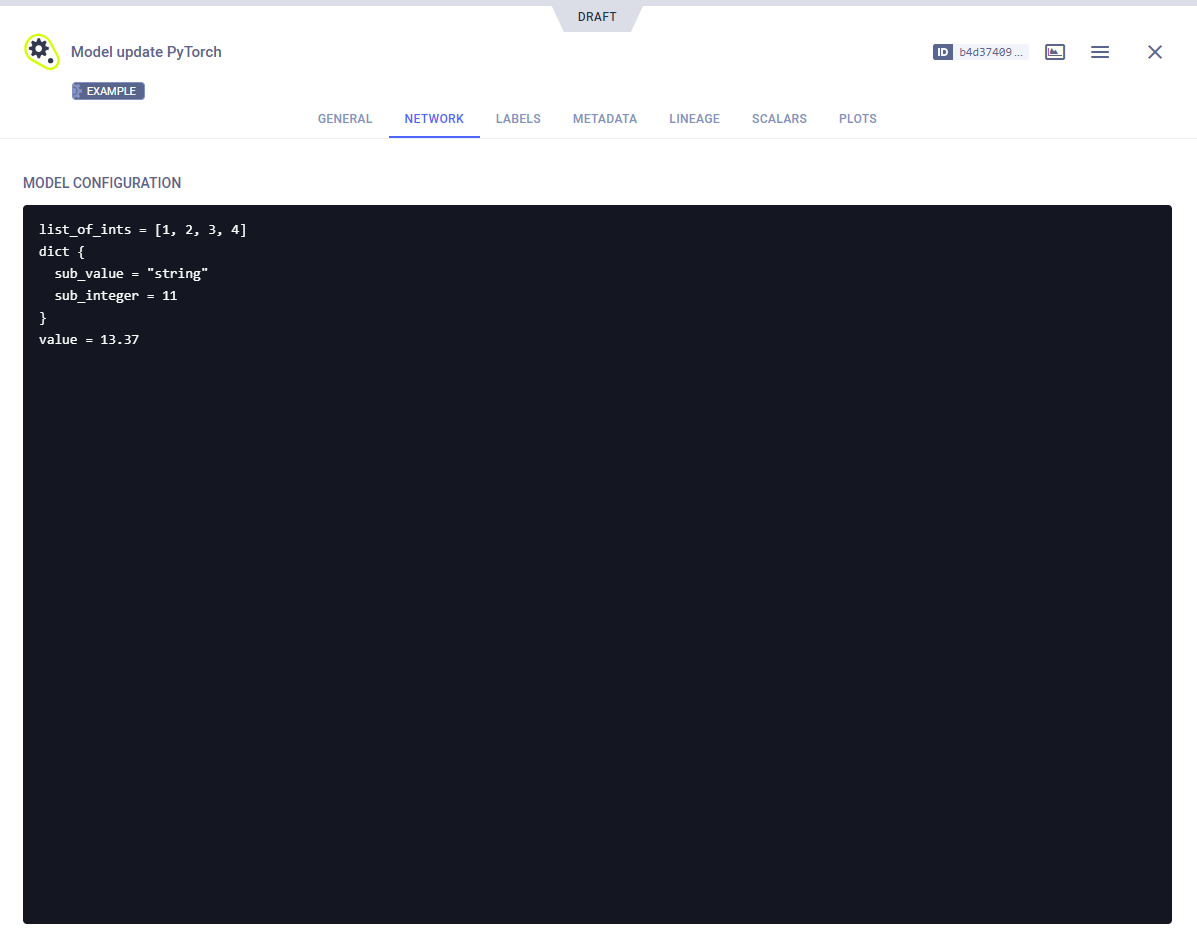 DRAFT
Model update PyTorch
ID b4d37409...
EXAMPLE
GENERAL NETWORK LABELS METADATA LINEAGE SCALARS PLOTS
MODEL CONFIGURATION
list_of_ints = [1, 2, 3, 4]
dict {
  sub_value = "string"
  sub_integer = 11
}
value = 13.37